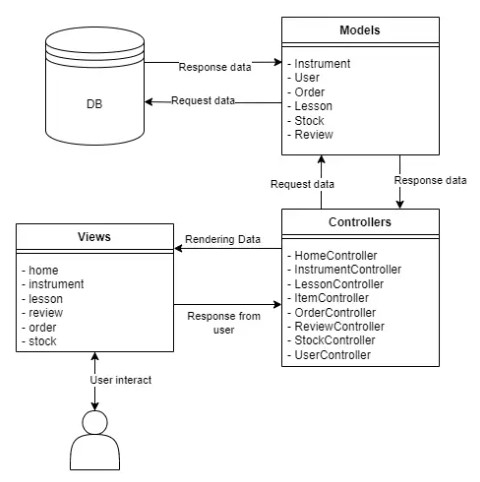 Models
- Instrument
- User
- Order
- Lesson
- Stock
- Review
DB
Response data
Request data
Request data
Response data
Controllers
- HomeController
- InstrumentController
- LessonController
- ItemController
- OrderController
- ReviewController
- StockController
- UserController
Views
- home
- instrument
- lesson
- review
- order
- stock
Rendering Data
Response from
user
User interact